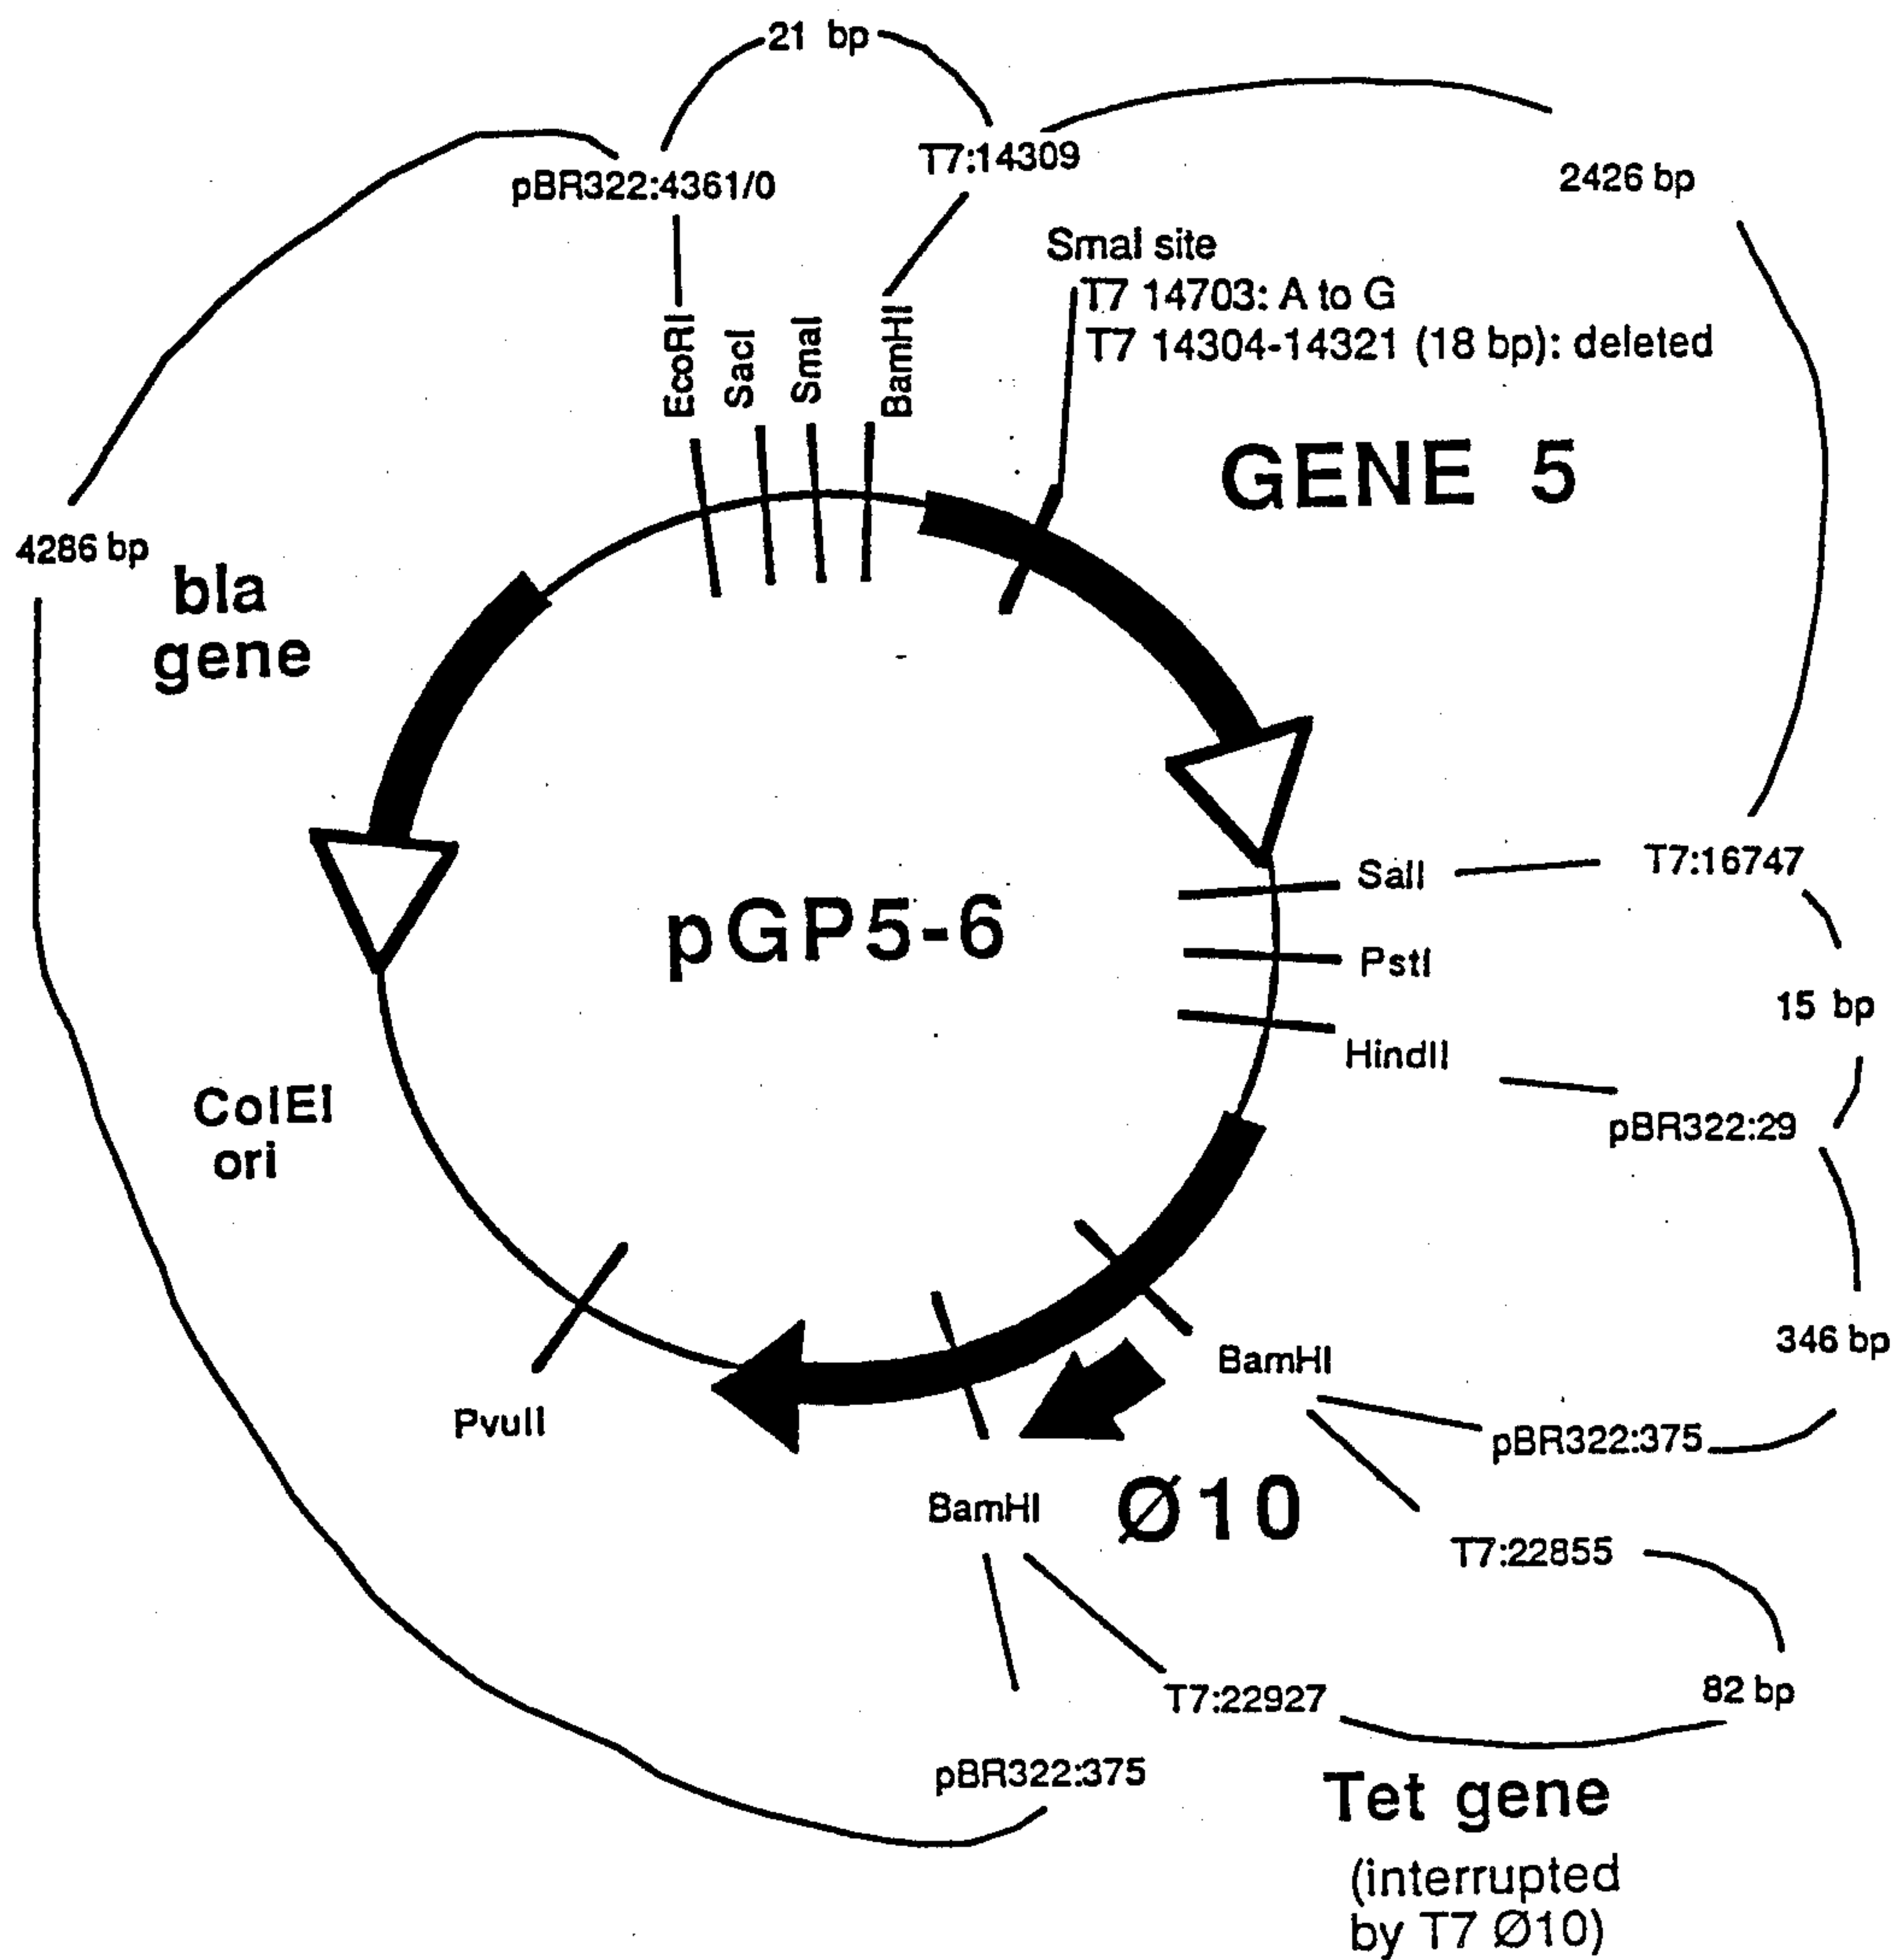 21 bp
pBR322:4361/0
T7:14309
2426 bp
SmaI site
T7 14703: A to G
T7 14304-14321 (18 bp): deleted
EcoRI
SacI
SmaI
BamHI
GENE 5
4286 bp
bla
gene
pGP5-6
SalI
T7:16747
PstI
15 bp
HindII
pBR322:29
ColEI
ori
346 bp
BamHI
PvuII
pBR322:375
BamHI
Ø10
T7:22855
T7:22927
82 bp
pBR322:375
Tet gene
(interrupted
by T7 Ø10)